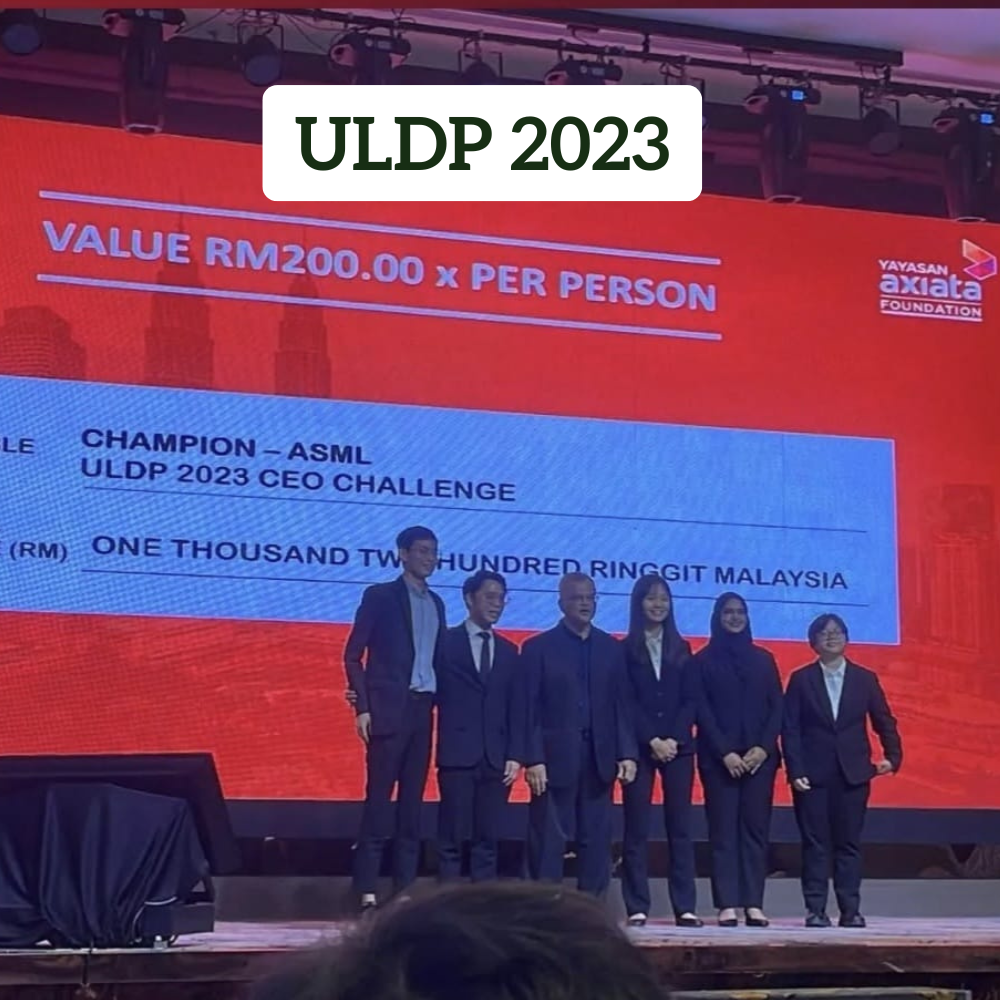 ULDP 2023
VALUE RM200.00 x PER PERSON
YAYASAN
axiata
FOUNDATION
CHAMPION – ASML
ULDP 2023 CEO CHALLENGE
(RM) ONE THOUSAND HUNDRED RINGGIT MALAYSIA